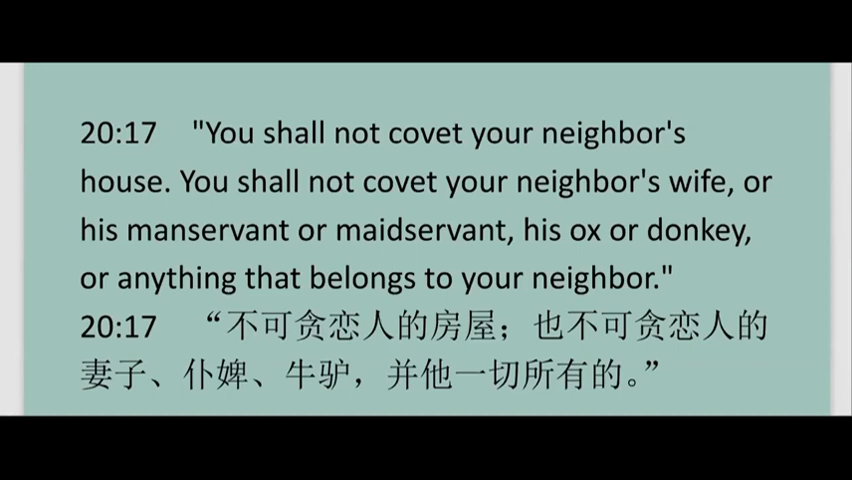 20:17 "You shall not covet your neighbor's
house. You shall not covet your neighbor's wife, or
his manservant or maidservant, his ox or donkey,
or anything that belongs to your neighbor."
20:17 “不可贪恋人的房屋；也不可贪恋人的
妻子、仆婢、牛驴，并他一切所有的。”